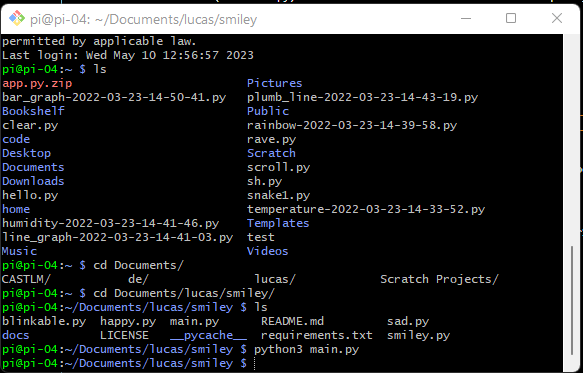 pi@pi-04: ~/Documents/lucas/smiley
permitted by applicable law.
Last login: Wed May 10 12:56:57 2023
pi@pi-04:~ $ ls
app.py.zip Pictures
bar_graph-2022-03-23-14-50-41.py plumb_line-2022-03-23-14-43-19.py
Bookshelf Public
clear.py rainbow-2022-03-23-14-39-58.py
code rave.py
Desktop Scratch
Documents scroll.py
Downloads sh.py
hello.py snake1.py
home temperature-2022-03-23-14-33-52.py
humidity-2022-03-23-14-41-46.py Templates
line_graph-2022-03-23-14-41-03.py test
Music Videos
pi@pi-04:~ $ cd Documents/
CASTLM/ de/ lucas/ Scratch Projects/
pi@pi-04:~ $ cd Documents/lucas/smiley/
pi@pi-04:~/Documents/lucas/smiley $ ls
blinkable.py happy.py main.py README.md sad.py
docs LICENSE __pycache__ requirements.txt smiley.py
pi@pi-04:~/Documents/lucas/smiley $ python3 main.py
pi@pi-04:~/Documents/lucas/smiley $